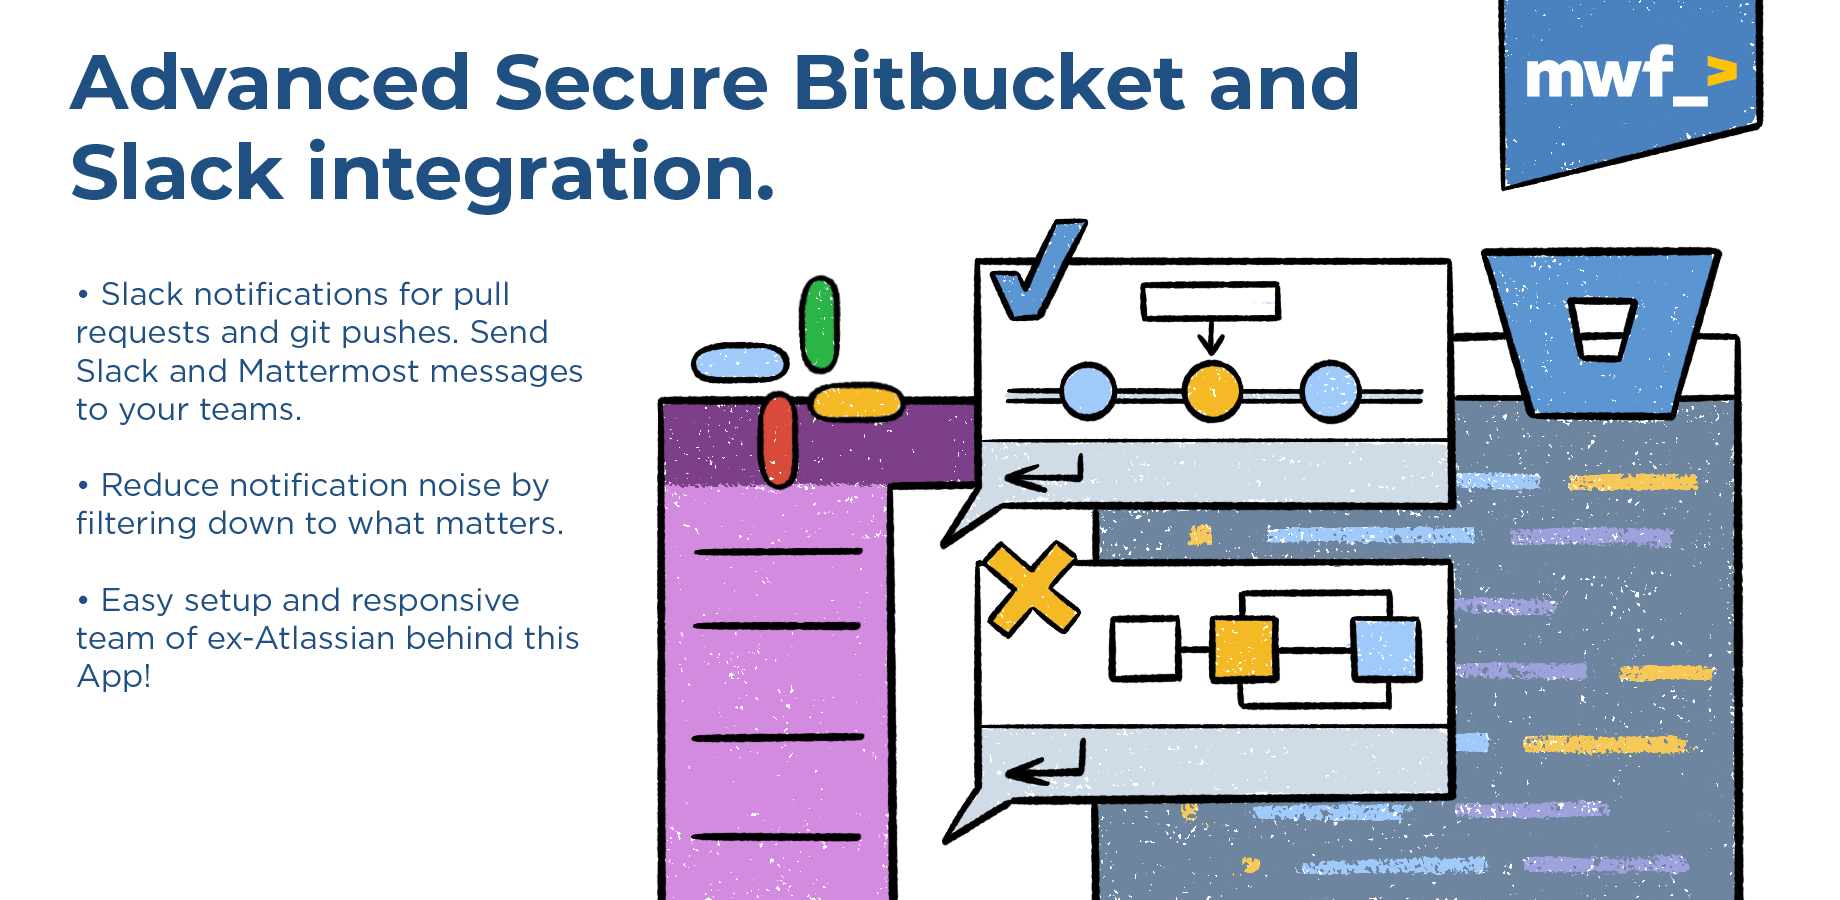 Advanced Secure Bitbucket and
Slack integration.
mwf_>
• Slack notifications for pull
requests and git pushes. Send
Slack and Mattermost messages
to your teams.
• Reduce notification noise by
filtering down to what matters.
• Easy setup and responsive
team of ex-Atlassian behind this
App!